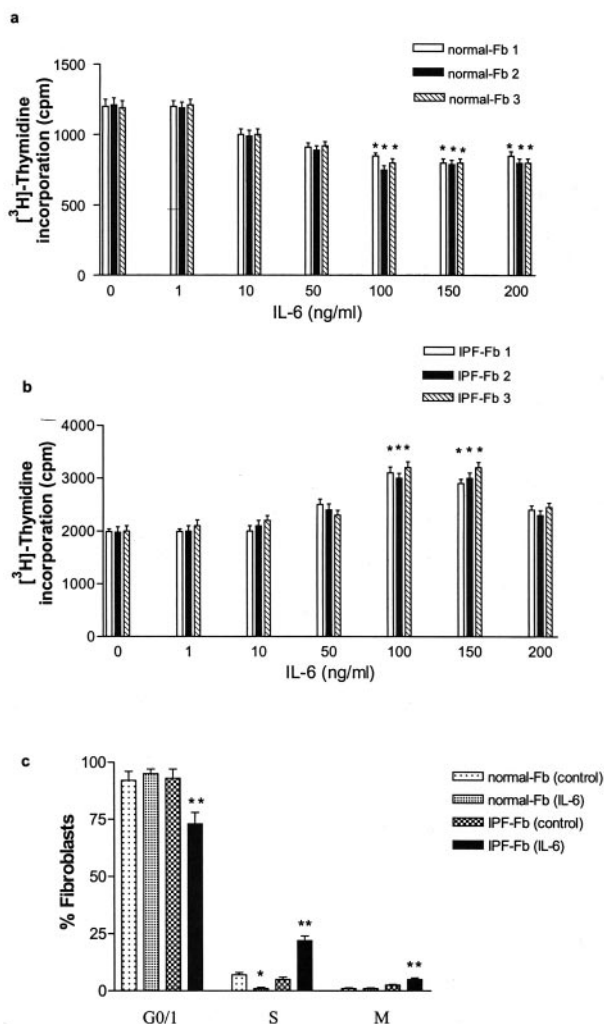 a
normal-Fb 1
normal-Fb 2
normal-Fb 3
[³H]-Thymidine
incorporation (cpm)
1500
1000
500
0
* * *
* * *
* * *
0 1 10 50 100 150 200
IL-6 (ng/ml)
IPF-Fb 1
IPF-Fb 2
IPF-Fb 3
b
[³H]-Thymidine
incorporation (cpm)
4000
3000
2000
1000
0
* * *
* * *
0 1 10 50 100 150 200
IL-6 (ng/ml)
c
% Fibroblasts
100
75
50
25
0
**
*
**
**
G0/1 S M
normal-Fb (control)
normal-Fb (IL-6)
IPF-Fb (control)
IPF-Fb (IL-6)